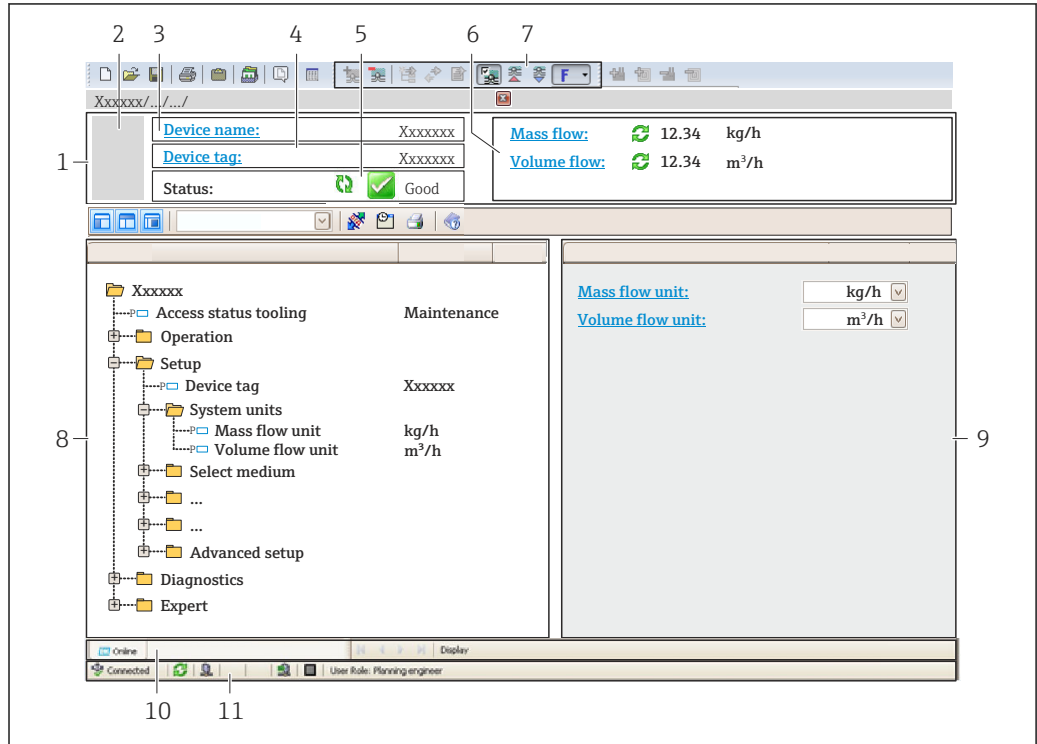 2 3 4 5 6 7
F
Xxxxxx/.../.../
1
Device name: Xxxxxxx
Device tag: Xxxxxxx
Status: Good
Mass flow: 12.34 kg/h
Volume flow: 12.34 m³/h
8
Xxxxxx
P Access status tooling Maintenance
Operation
Setup
P Device tag Xxxxxx
System units
P Mass flow unit kg/h
P Volume flow unit m³/h
Select medium
...
...
Advanced setup
Diagnostics
Expert
Mass flow unit: kg/h
Volume flow unit: m³/h
9
Online Display
Connected User Role: Planning engineer
10 11